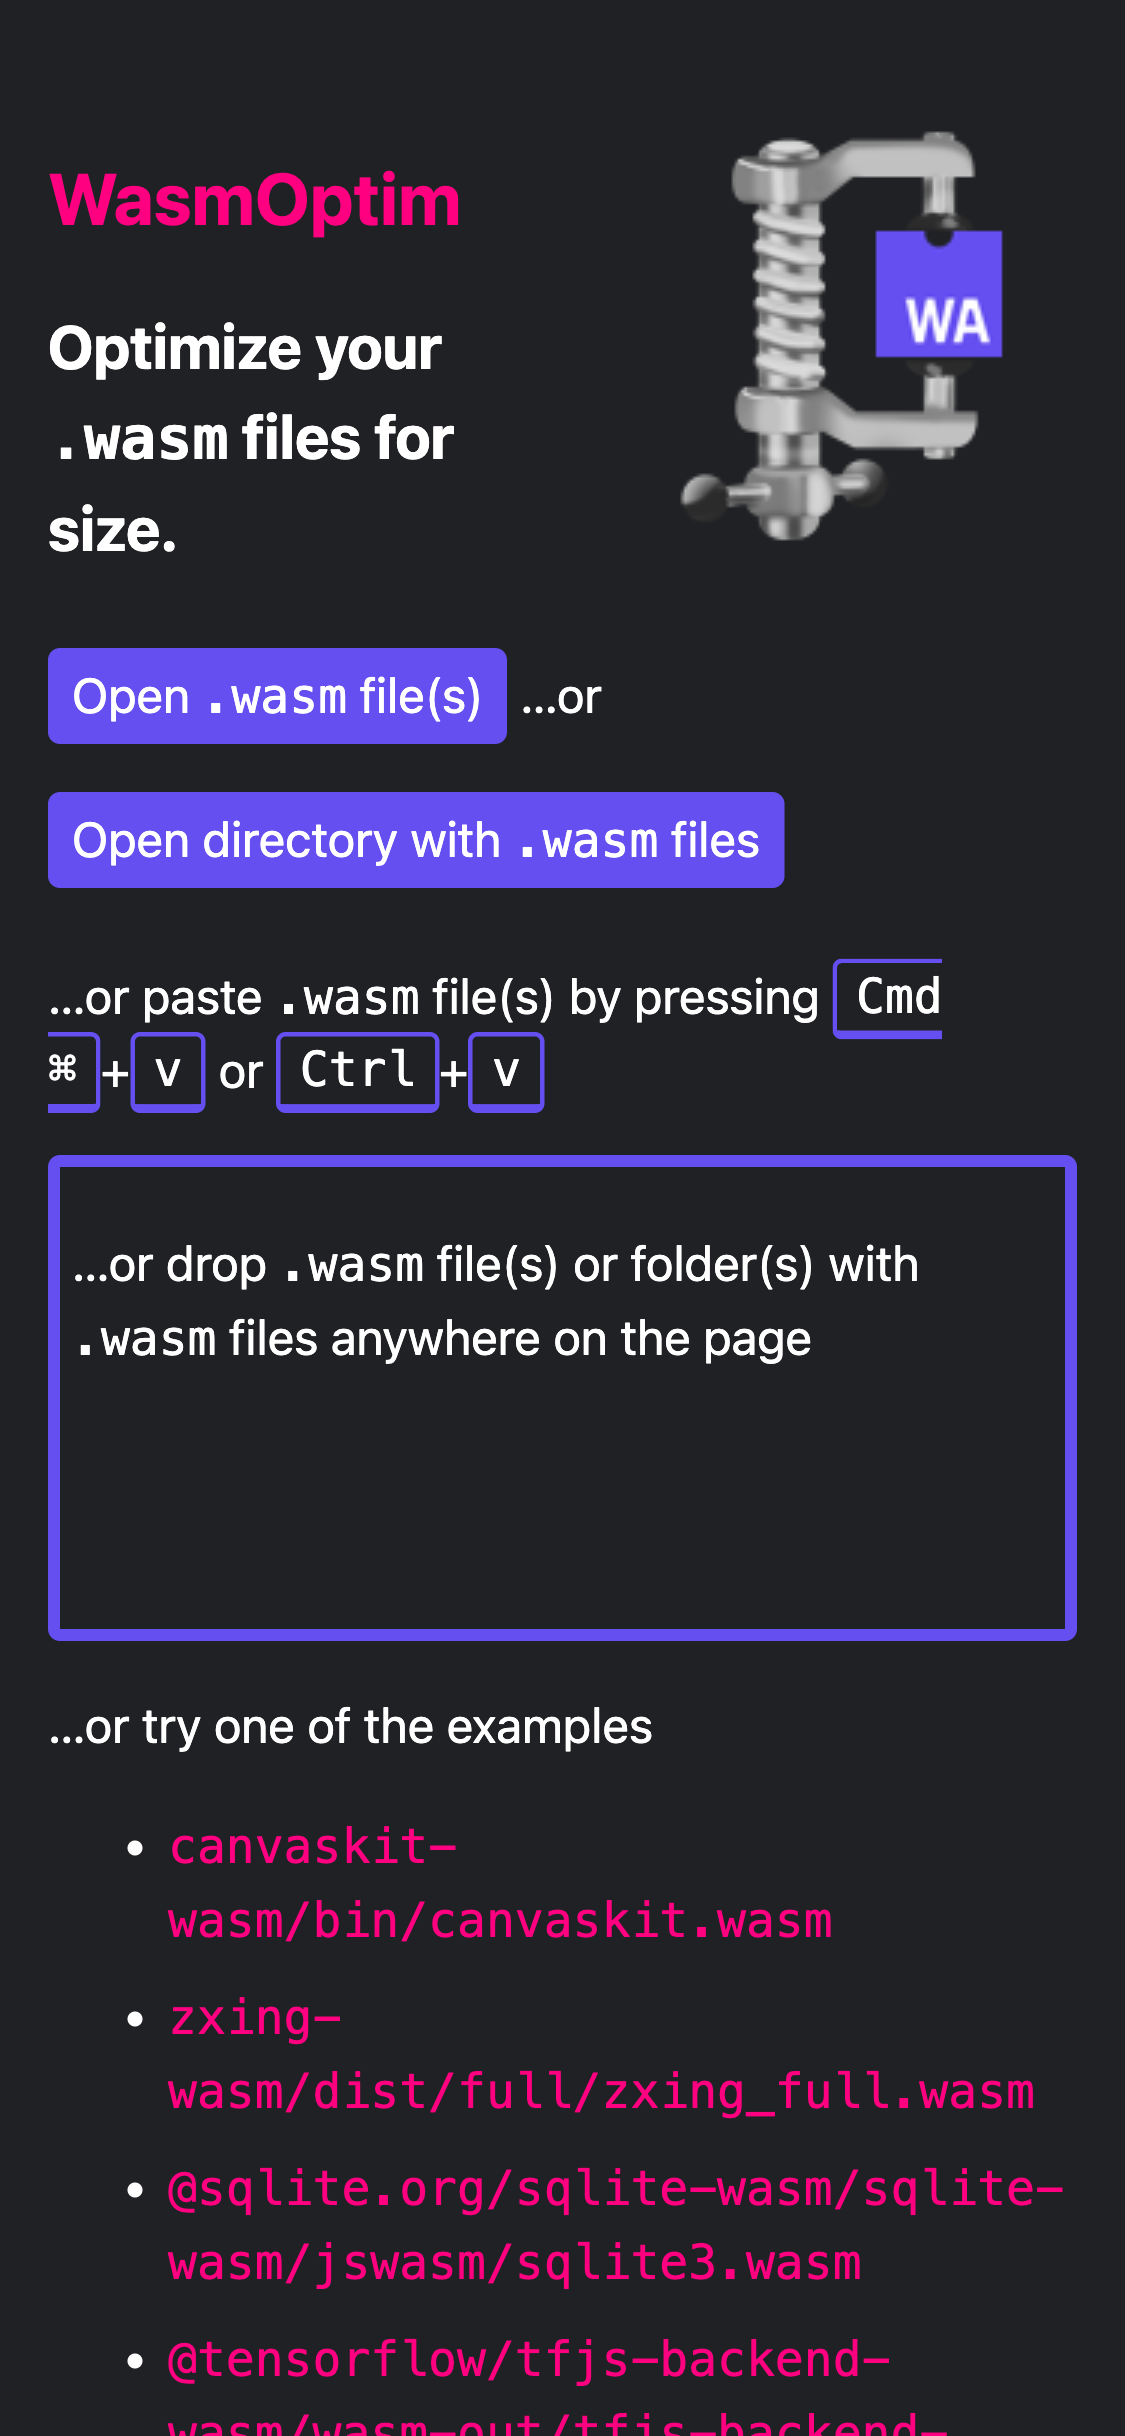 WasmOptim
WA
Optimize your
.wasm files for
size.
Open .wasm file(s) …or
Open directory with .wasm files
…or paste .wasm file(s) by pressing Cmd
⌘+v or Ctrl+v
…or drop .wasm file(s) or folder(s) with
.wasm files anywhere on the page
…or try one of the examples
• canvaskit-
wasm/bin/canvaskit.wasm
• zxing-
wasm/dist/full/zxing_full.wasm
• @sqlite.org/sqlite-wasm/sqlite-
wasm/jswasm/sqlite3.wasm
• @tensorflow/tfjs-backend-
wasm/wasm-out/tfjs-backend-